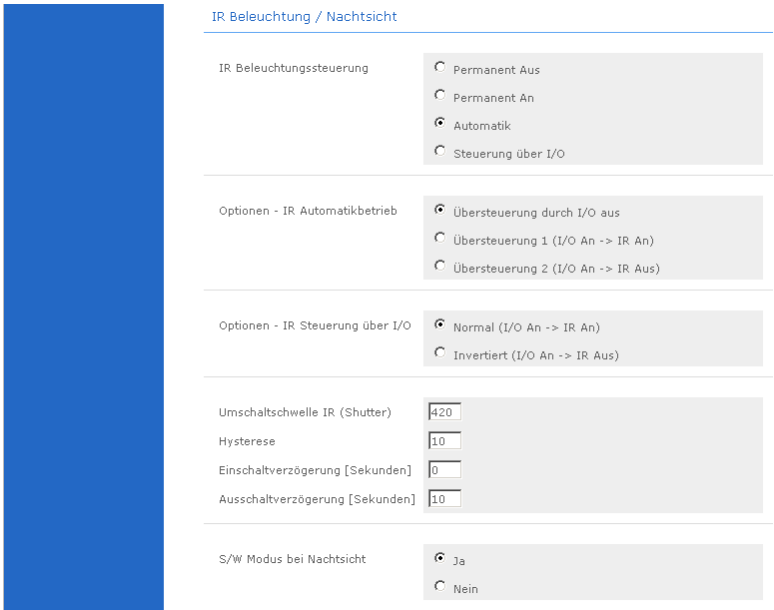 IR Beleuchtung / Nachtsicht
IR Beleuchtungssteuerung
Permanent Aus
Permanent An
Automatik
Steuerung über I/O
Optionen - IR Automatikbetrieb
Übersteuerung durch I/O aus
Übersteuerung 1 (I/O An -> IR An)
Übersteuerung 2 (I/O An -> IR Aus)
Optionen - IR Steuerung über I/O
Normal (I/O An -> IR An)
Invertiert (I/O An -> IR Aus)
Umschaltschwelle IR (Shutter) 420
Hysterese 10
Einschaltverzögerung [Sekunden] 0
Ausschaltverzögerung [Sekunden] 10
S/W Modus bei Nachtsicht
Ja
Nein